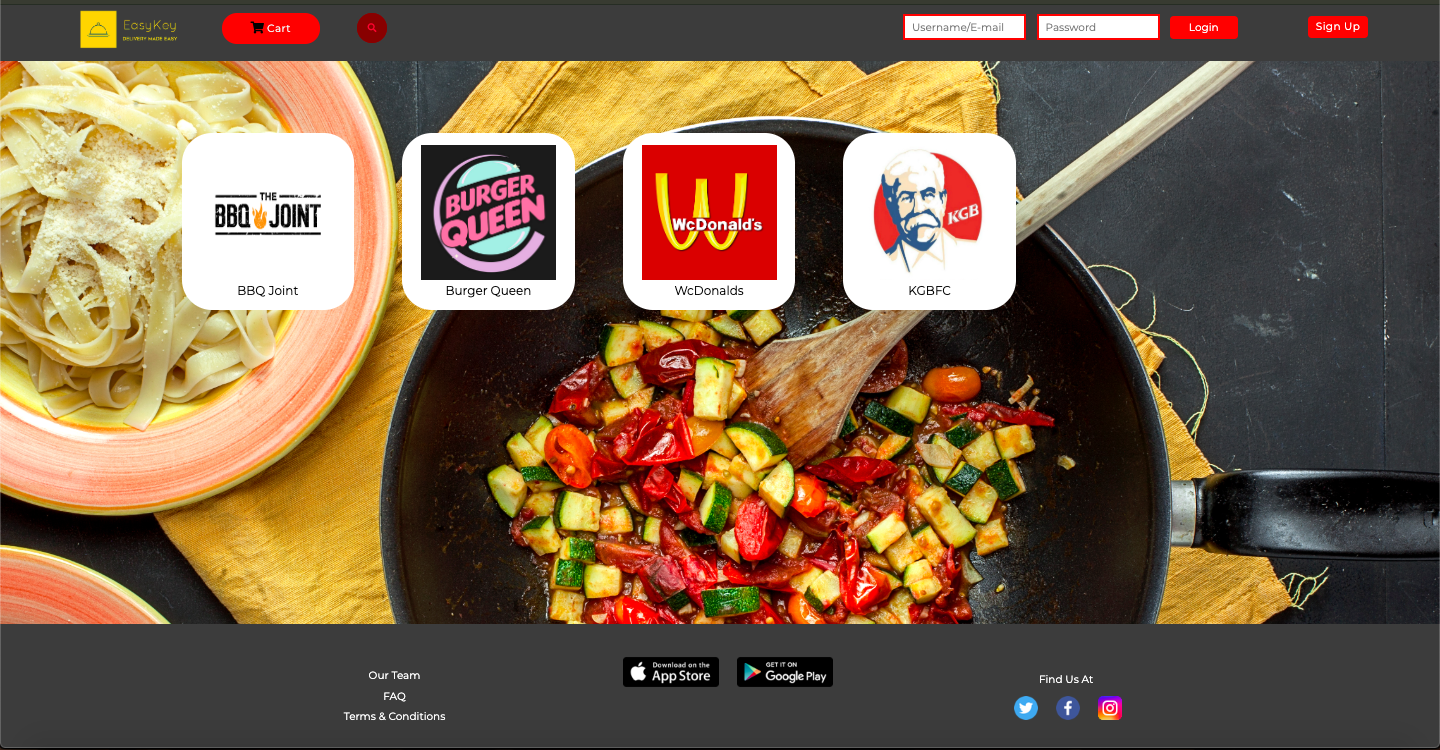 EasyKey
DELIVERY MADE EASY
Cart
Username/E-mail
Password
Login
Sign Up
THE
BBQ JOINT
BBQ Joint
BURGER
QUEEN
Burger Queen
WcDonald's
WcDonalds
KGB
KGBFC
Our Team
FAQ
Terms & Conditions
Download on the
App Store
GET IT ON
Google Play
Find Us At